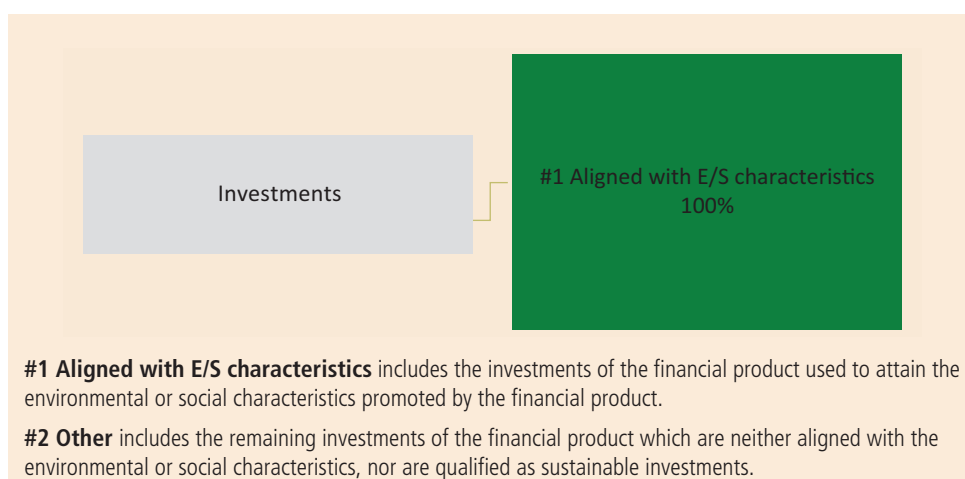 Investments
#1 Aligned with E/S characteristics
100%
#1 Aligned with E/S characteristics includes the investments of the financial product used to attain the
environmental or social characteristics promoted by the financial product.
#2 Other includes the remaining investments of the financial product which are neither aligned with the
environmental or social characteristics, nor are qualified as sustainable investments.